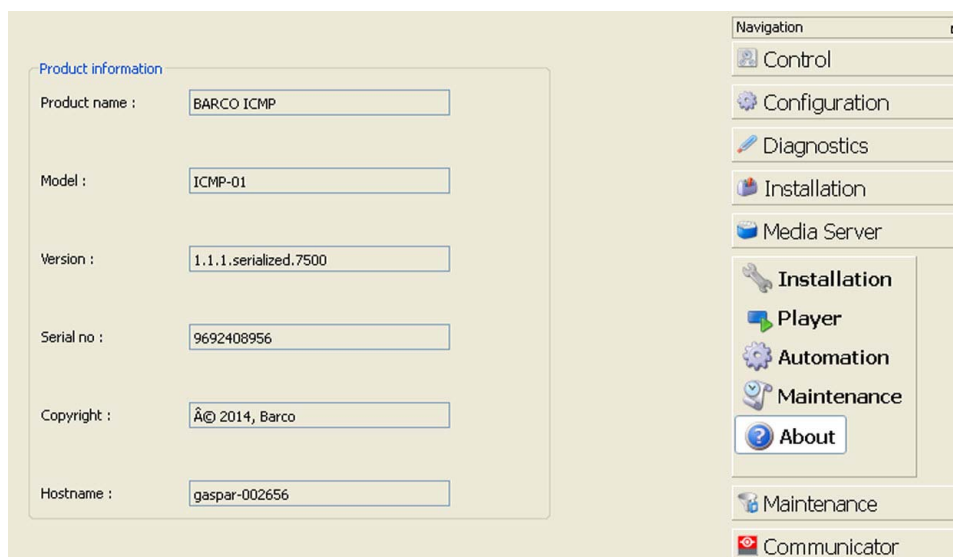 Product information
Product name : BARCO ICMP
Model : ICMP-01
Version : 1.1.1.serialized.7500
Serial no : 9692408956
Copyright : Â© 2014, Barco
Hostname : gaspar-002656
Navigation
Control
Configuration
Diagnostics
Installation
Media Server
Installation
Player
Automation
Maintenance
About
Maintenance
Communicator